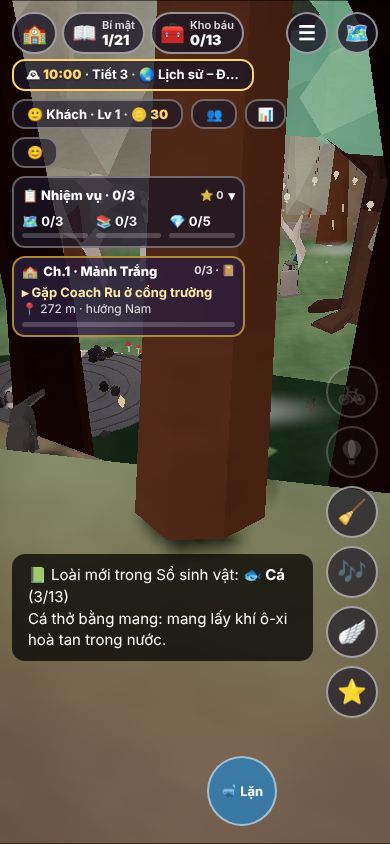 Bí mật
1/21
Kho báu
0/13
10:00 · Tiết 3 · Lịch sử – Đ...
Khách · Lv 1 · 30
Nhiệm vụ · 0/3
0 ▾
0/3
0/3
0/5
Ch.1 · Mảnh Trắng
0/3 ·
▸ Gặp Coach Ru ở cổng trường
272 m · hướng Nam
Loài mới trong Sổ sinh vật: Cá
(3/13)
Cá thở bằng mang: mang lấy khí ô-xi
hoà tan trong nước.
Lặn